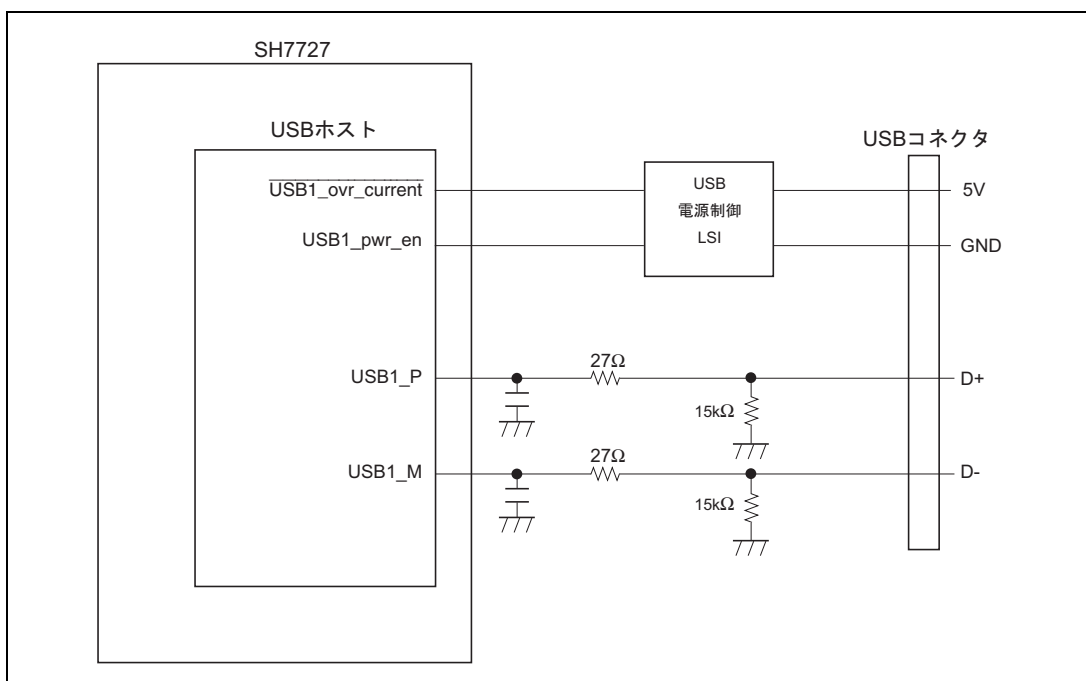 SH7727
USBホスト
USBコネクタ
USB1_ovr_current
USB
電源制御
LSI
5V
USB1_pwr_en
GND
27Ω
USB1_P
D+
15kΩ
27Ω
USB1_M
D-
15kΩ